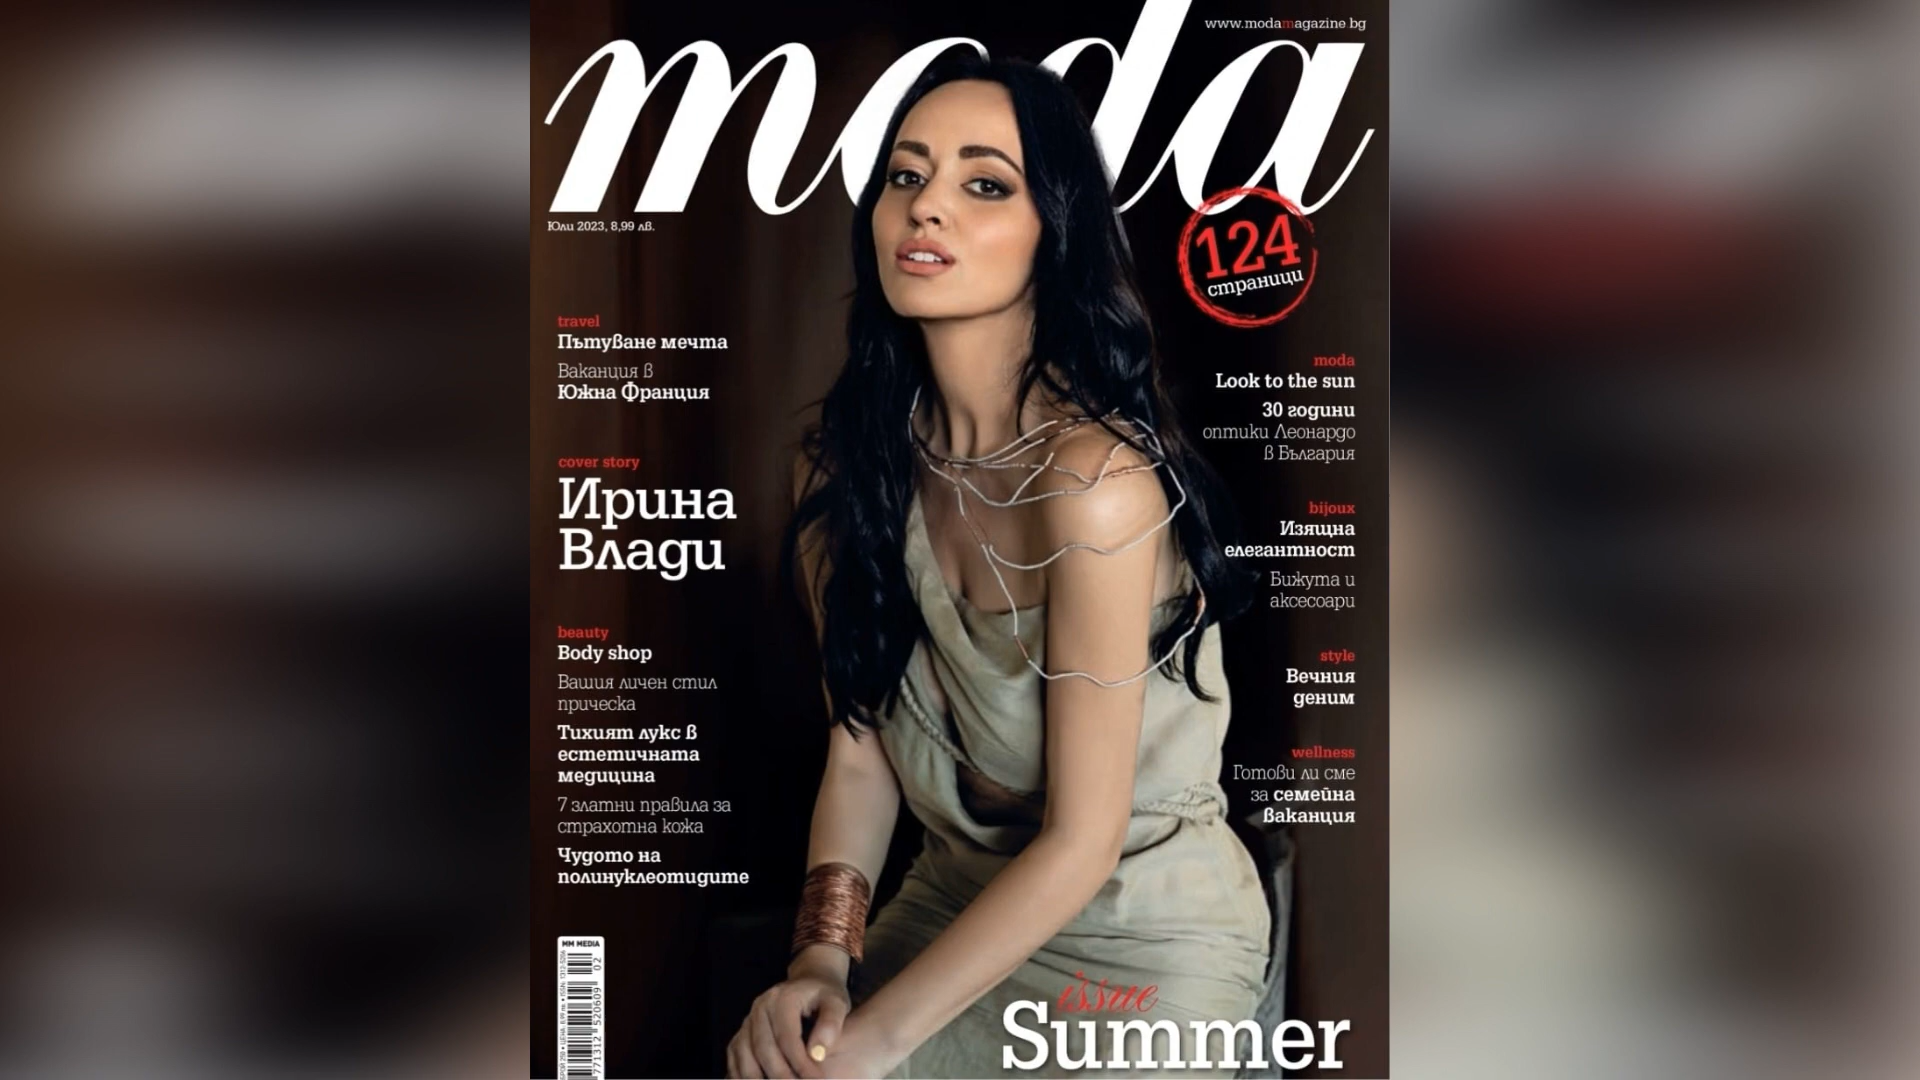 www.modamagazine.bg
moda
Юли 2023, 8,99 лв.
124
страници
travel
Пътуване мечта
Ваканция в
Южна Франция
cover story
Ирина
Влади
beauty
Body shop
Вашия личен стил
прическа
Тихият лукс в
естетичната
медицина
7 златни правила за
страхотна кожа
Чудото на
полинуклеотидите
moda
Look to the sun
30 години
оптики Леонардо
в България
bijoux
Изящна
елегантност
Бижута и
аксесоари
style
Вечния
деним
wellness
Готови ли сме
за семейна
ваканция
MM MEDIA
02
771312 520609
issue
Summer